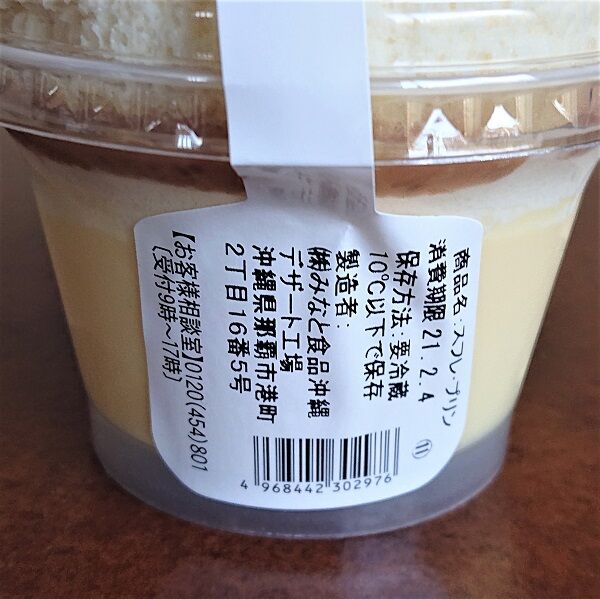 商品名:スフレ・プリン
消費期限 21.2.4
保存方法:要冷蔵
10℃以下で保存
製造者:
㈱みなと食品沖縄
デザート工場
沖縄県那覇市港町
2丁目16番5号
【お客様相談室】0120(454)801
(受付9時～17時)
⑪
4 968442 302976